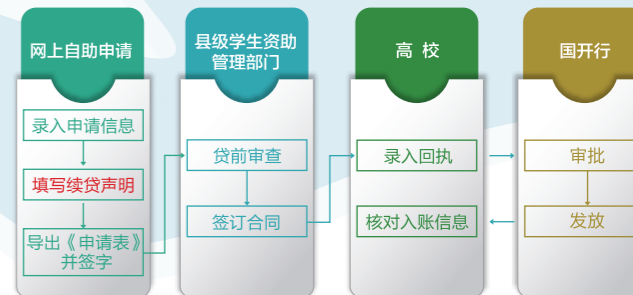 网上自助申请
录入申请信息
填写续贷声明
导出《申请表》
并签字
县级学生资助
管理部门
贷前审查
签订合同
高 校
录入回执
核对入账信息
国开行
审批
发放